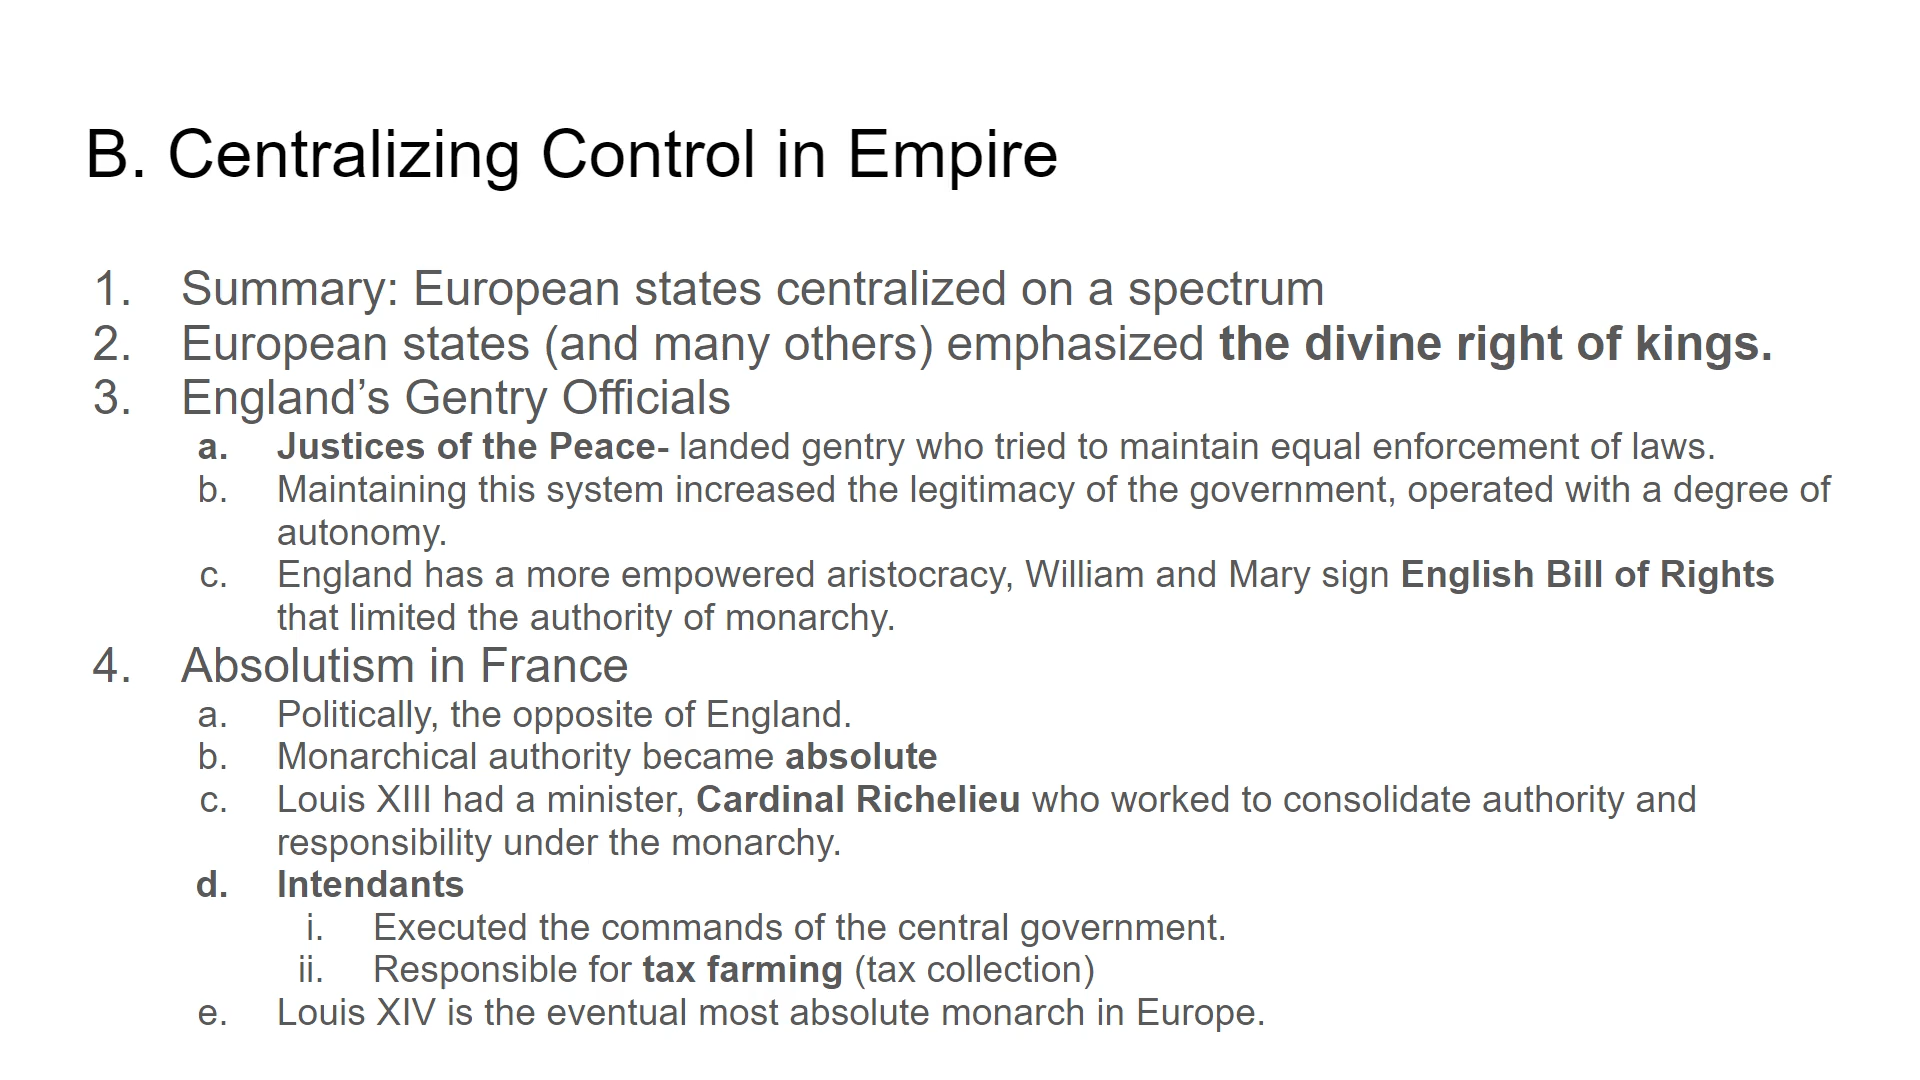 B. Centralizing Control in Empire
1. Summary: European states centralized on a spectrum
2. European states (and many others) emphasized the divine right of kings.
3. England’s Gentry Officials
a. Justices of the Peace- landed gentry who tried to maintain equal enforcement of laws.
b. Maintaining this system increased the legitimacy of the government, operated with a degree of
autonomy.
c. England has a more empowered aristocracy, William and Mary sign English Bill of Rights
that limited the authority of monarchy.
4. Absolutism in France
a. Politically, the opposite of England.
b. Monarchical authority became absolute
c. Louis XIII had a minister, Cardinal Richelieu who worked to consolidate authority and
responsibility under the monarchy.
d. Intendants
i. Executed the commands of the central government.
ii. Responsible for tax farming (tax collection)
e. Louis XIV is the eventual most absolute monarch in Europe.